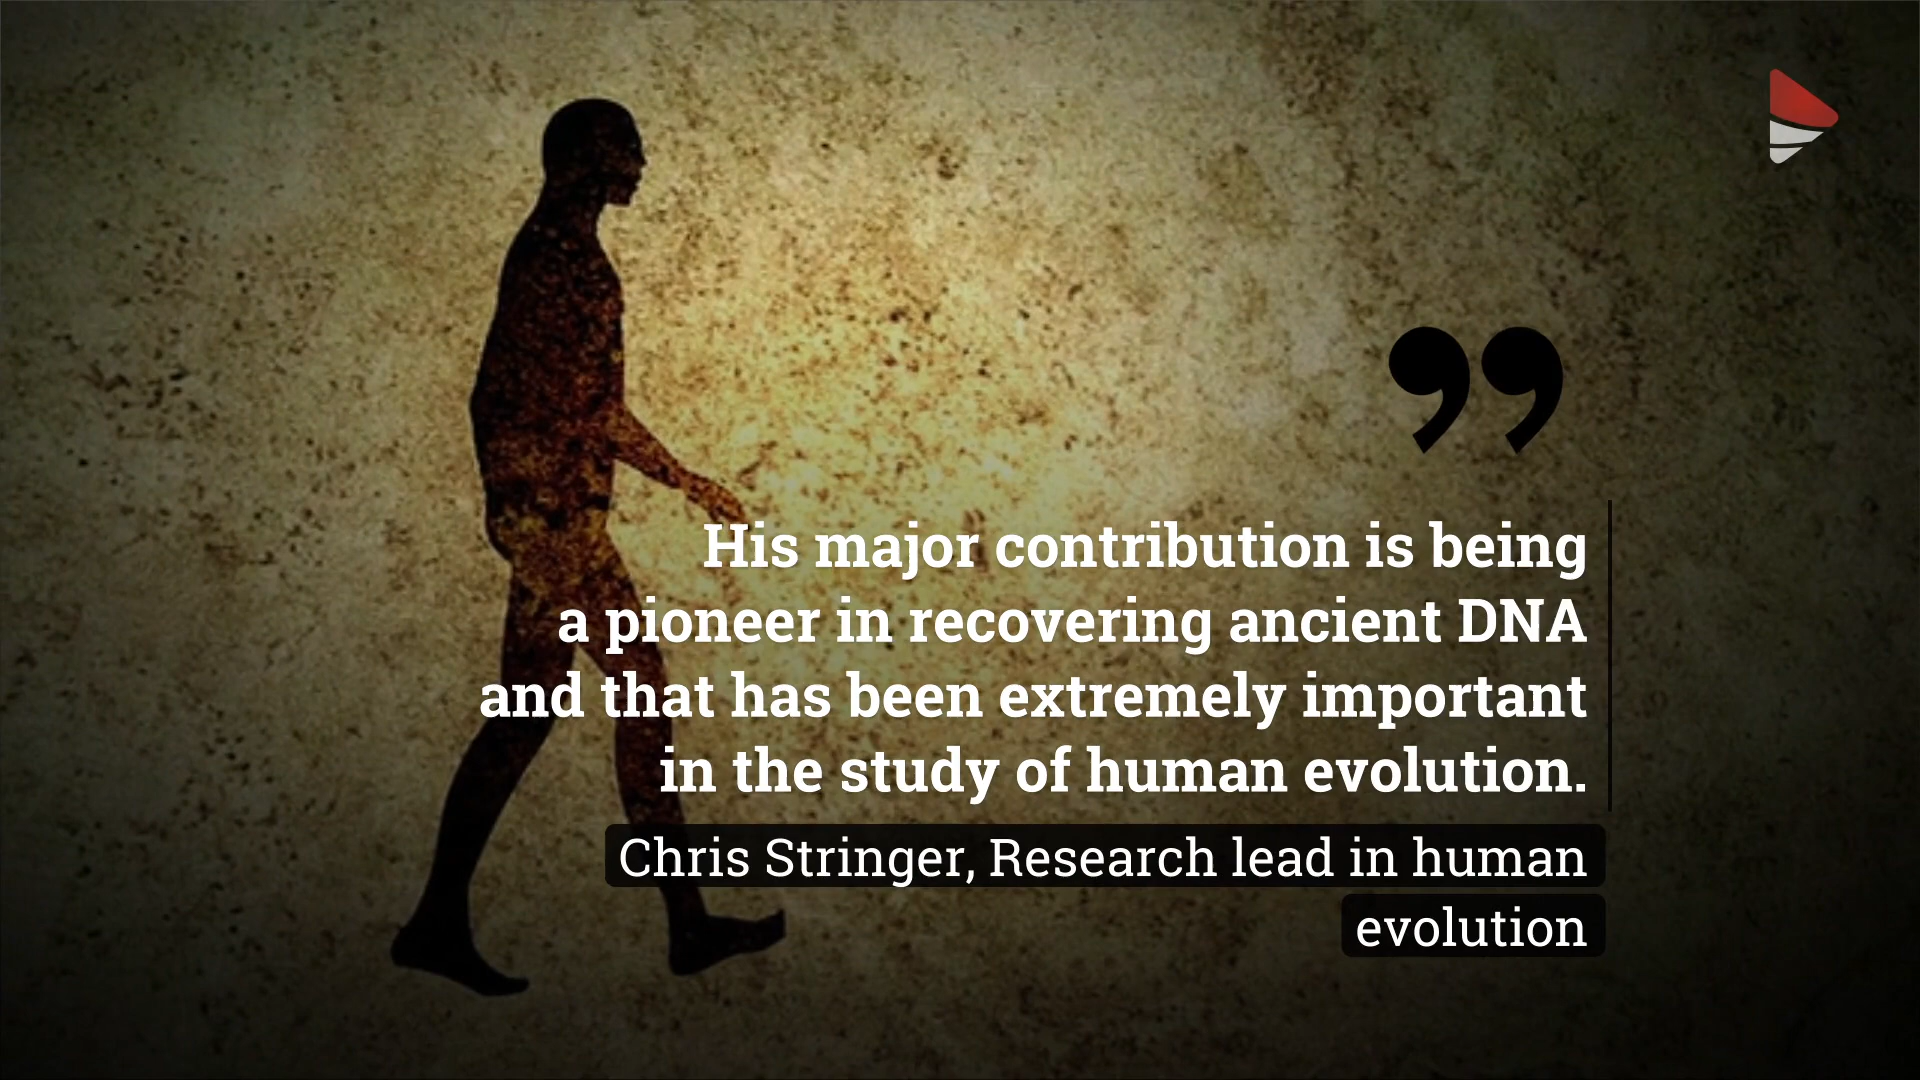 ”
His major contribution is being
a pioneer in recovering ancient DNA
and that has been extremely important
in the study of human evolution.
Chris Stringer, Research lead in human
evolution